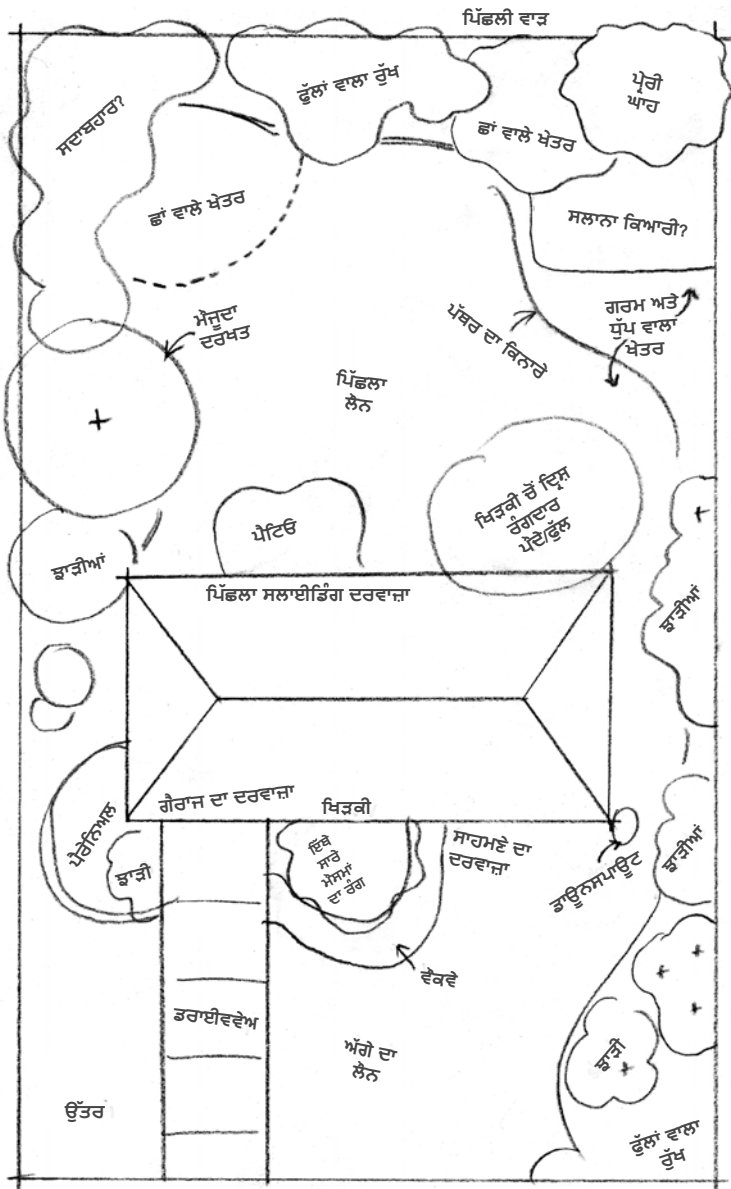 ਪਿੱਛਲੀ ਵਾੜ
ਸਦਾਬਹਾਰ?
ਫੁੱਲਾਂ ਵਾਲਾ ਰੁੱਖ
ਪ੍ਰੇਰੀ
ਘਾਹ
ਛਾਂ ਵਾਲੇ ਖੇਤਰ
ਛਾਂ ਵਾਲੇ ਖੇਤਰ
ਸਲਾਨਾ ਕਿਆਰੀ?
ਮੌਜੂਦਾ
ਦਰਖਤ
ਪੱਥਰ ਦਾ ਕਿਨਾਰੇ
ਗਰਮ ਅਤੇ
ਧੁੱਪ ਵਾਲਾ
ਖੇਤਰ
ਪਿੱਛਲਾ
ਲੋਨ
ਖਿੜਕੀ ਚੋਂ ਦ੍ਰਿਸ਼
ਰੰਗਦਾਰ
ਪੌਦੇ/ਫੁੱਲ
ਪੈਟਿਓ
ਝਾੜੀਆਂ
ਪਿੱਛਲਾ ਸਲਾਈਡਿੰਗ ਦਰਵਾਜ਼ਾ
ਝਾੜੀਆਂ
ਗੈਰਾਜ ਦਾ ਦਰਵਾਜ਼ਾ
ਖਿੜਕੀ
ਪੈਰੇਨਿਅਲ
ਝਾੜੀ
ਇੱਥੇ
ਸਾਰੇ
ਮੌਸਮਾਂ
ਦਾ ਰੰਗ
ਸਾਹਮਣੇ ਦਾ
ਦਰਵਾਜ਼ਾ
ਡਾਊਨਸਪਾਊਟ
ਝਾੜੀਆਂ
ਵੌਕਵੇ
ਡਰਾਈਵਵੇਅ
ਅੱਗੇ ਦਾ
ਲੋਨ
ਝਾੜੀ
ਉੱਤਰ
ਫੁੱਲਾਂ ਵਾਲਾ
ਰੁੱਖ